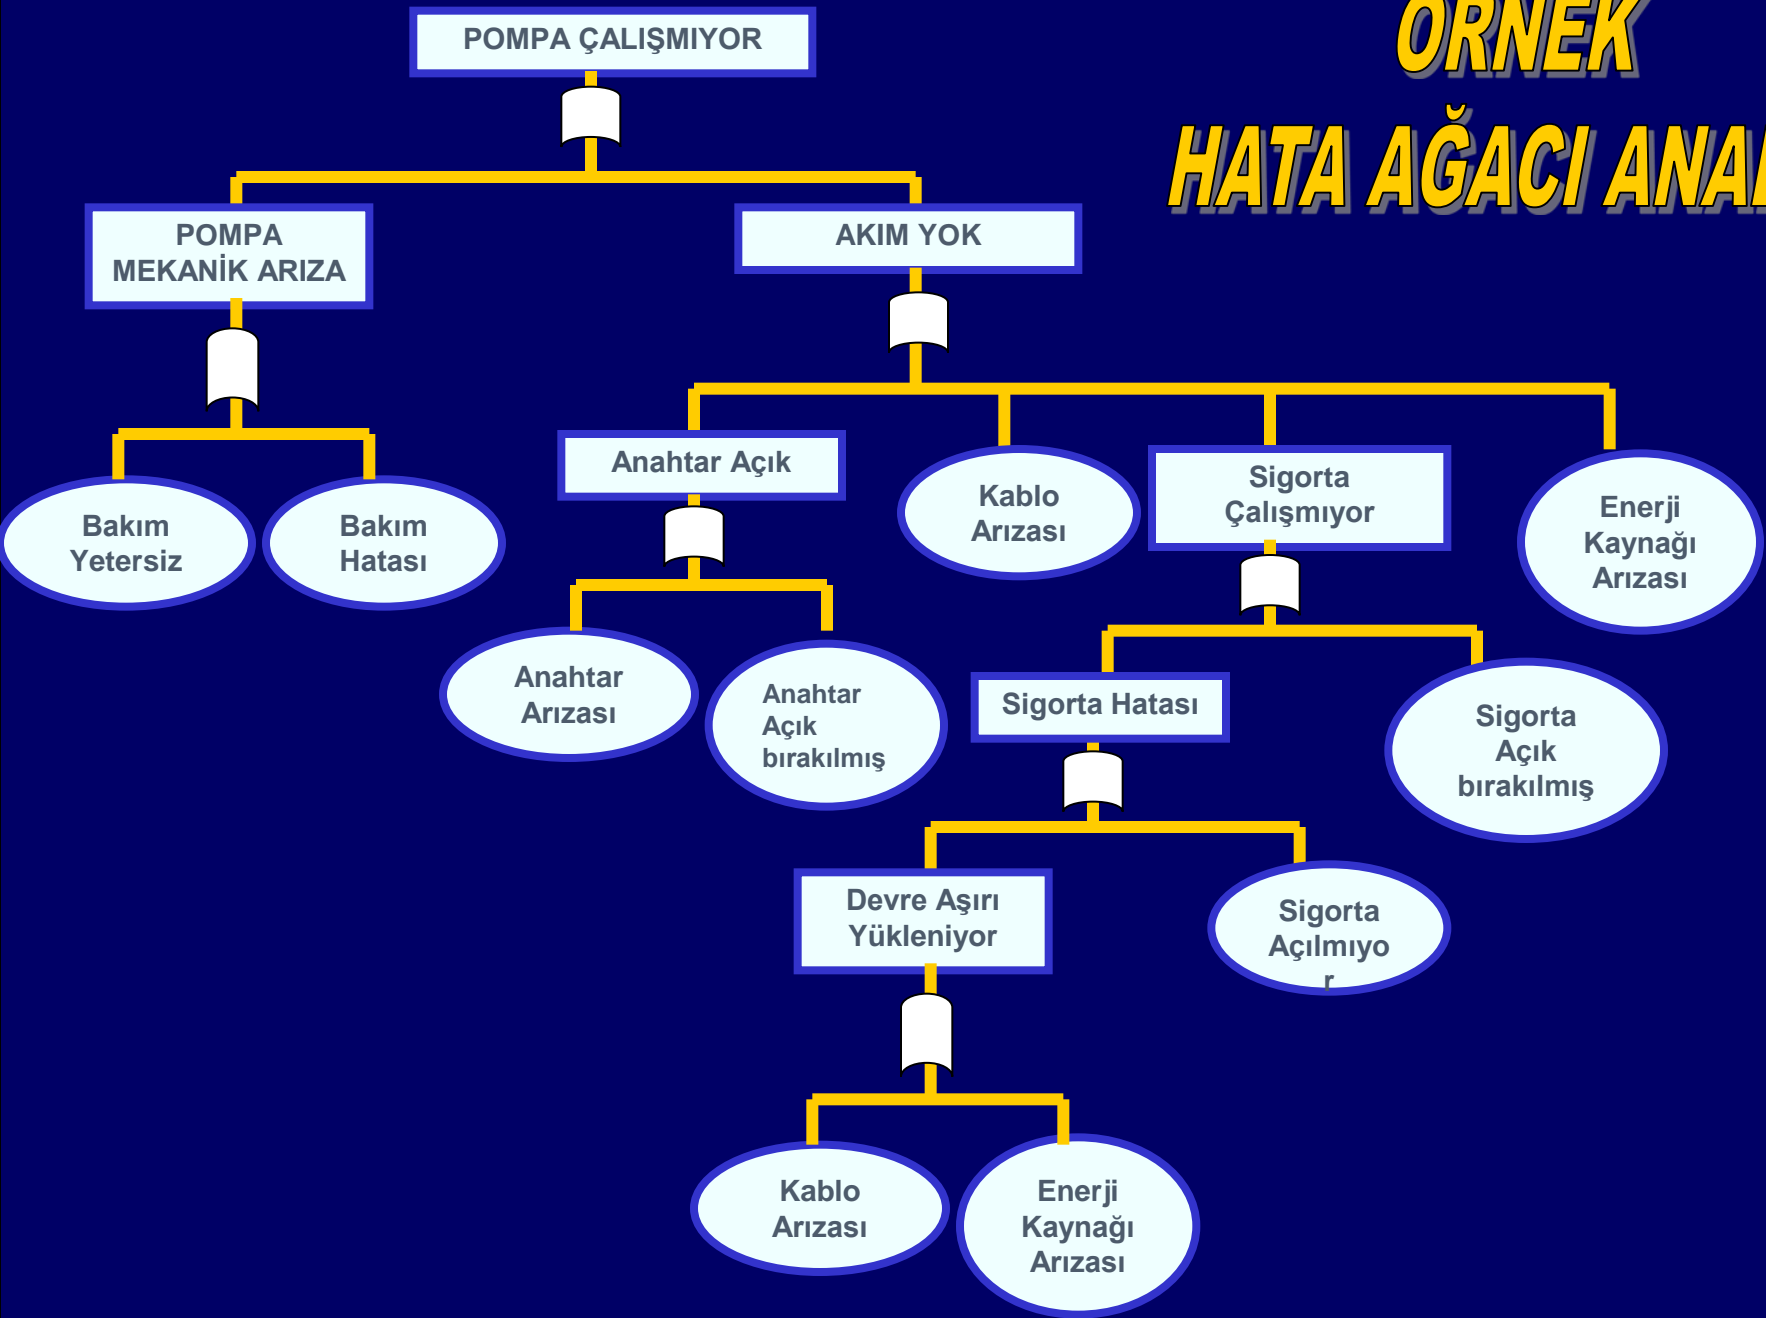 ÖRNEK
HATA AĞACI
POMPA ÇALIŞMIYOR
POMPA
MEKANİK ARIZA
AKIM YOK
Bakım
Yetersiz
Bakım
Hatası
Anahtar Açık
Kablo
Arızası
Sigorta
Çalışmıyor
Enerji
Kaynağı
Arızası
Anahtar
Arızası
Anahtar
Açık
bırakılmış
Sigorta Hatası
Sigorta
Açık
bırakılmış
Devre Aşırı
Yükleniyor
Sigorta
Açılmıyo
r
Kablo
Arızası
Enerji
Kaynağı
Arızası